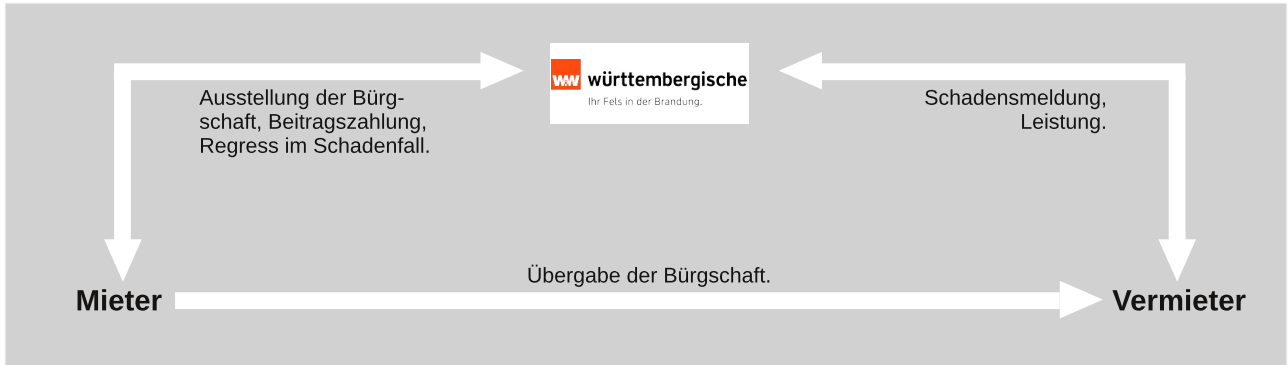 W&W württembergische
Ihr Fels in der Brandung.
Ausstellung der Bürg-
schaft, Beitragszahlung,
Regress im Schadenfall.
Schadensmeldung,
Leistung.
Übergabe der Bürgschaft.
Mieter
Vermieter